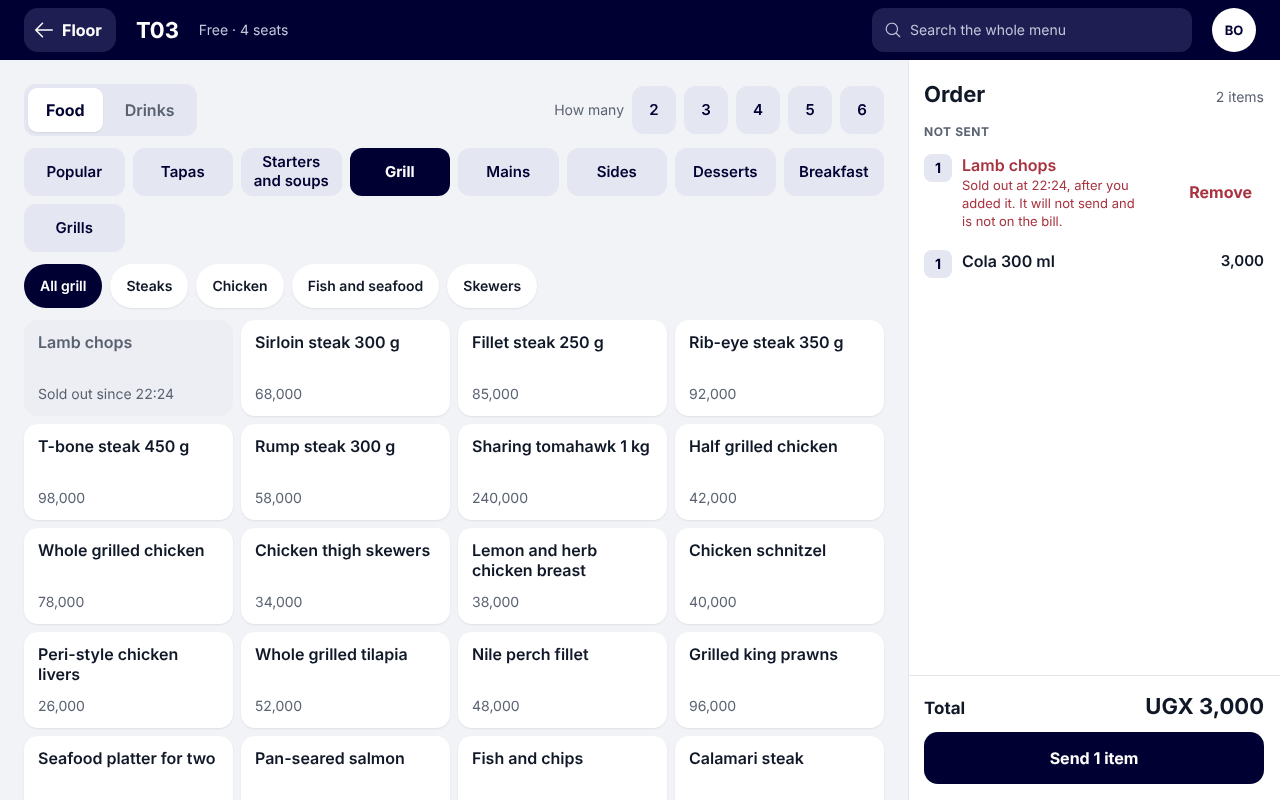 Floor
T03
Free · 4 seats
Search the whole menu
BO
Food
Drinks
How many
2
3
4
5
6
Popular
Tapas
Starters
and soups
Grill
Mains
Sides
Desserts
Breakfast
Grills
All grill
Steaks
Chicken
Fish and seafood
Skewers
Lamb chops
Sold out since 22:24
Sirloin steak 300 g
68,000
Fillet steak 250 g
85,000
Rib-eye steak 350 g
92,000
T-bone steak 450 g
98,000
Rump steak 300 g
58,000
Sharing tomahawk 1 kg
240,000
Half grilled chicken
42,000
Whole grilled chicken
78,000
Chicken thigh skewers
34,000
Lemon and herb
chicken breast
38,000
Chicken schnitzel
40,000
Peri-style chicken
livers
26,000
Whole grilled tilapia
52,000
Nile perch fillet
48,000
Grilled king prawns
96,000
Seafood platter for two
Pan-seared salmon
Fish and chips
Calamari steak
Order
2 items
NOT SENT
1
Lamb chops
Sold out at 22:24, after you
added it. It will not send and
is not on the bill.
Remove
1
Cola 300 ml
3,000
Total
UGX 3,000
Send 1 item